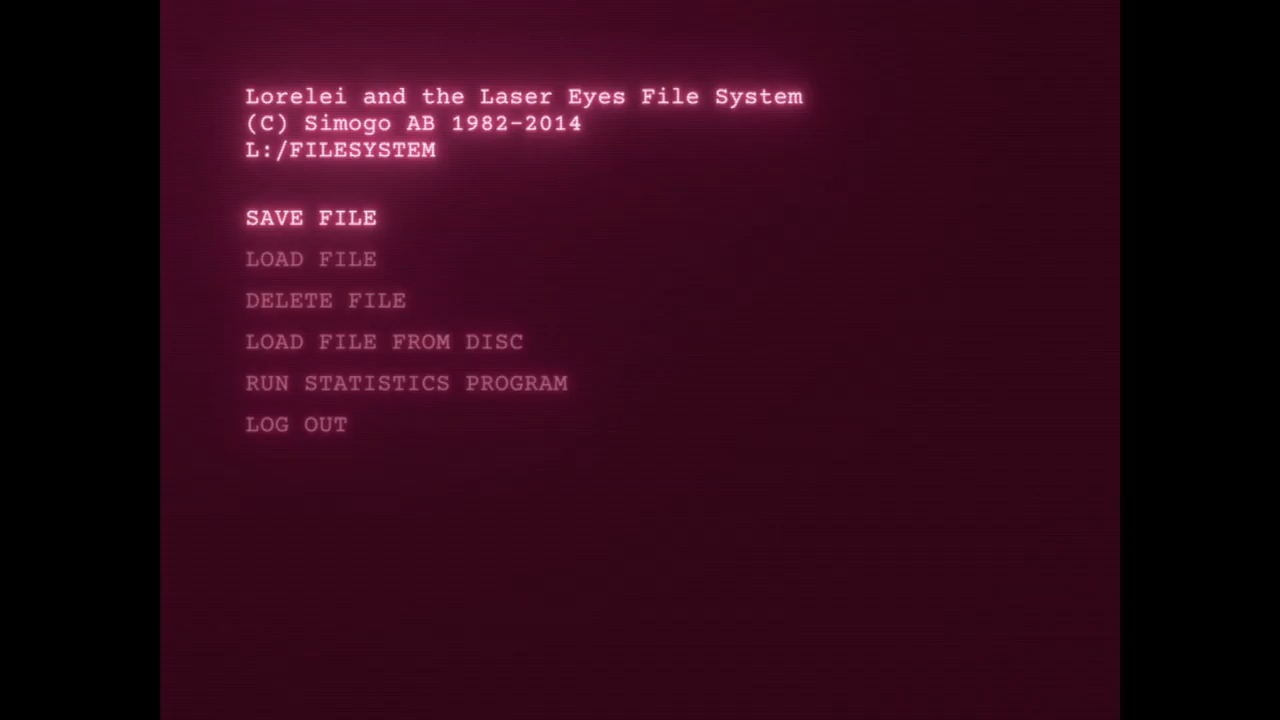 Lorelei and the Laser Eyes File System
(C) Simogo AB 1982-2014
L:/FILESYSTEM
SAVE FILE
LOAD FILE
DELETE FILE
LOAD FILE FROM DISC
RUN STATISTICS PROGRAM
LOG OUT